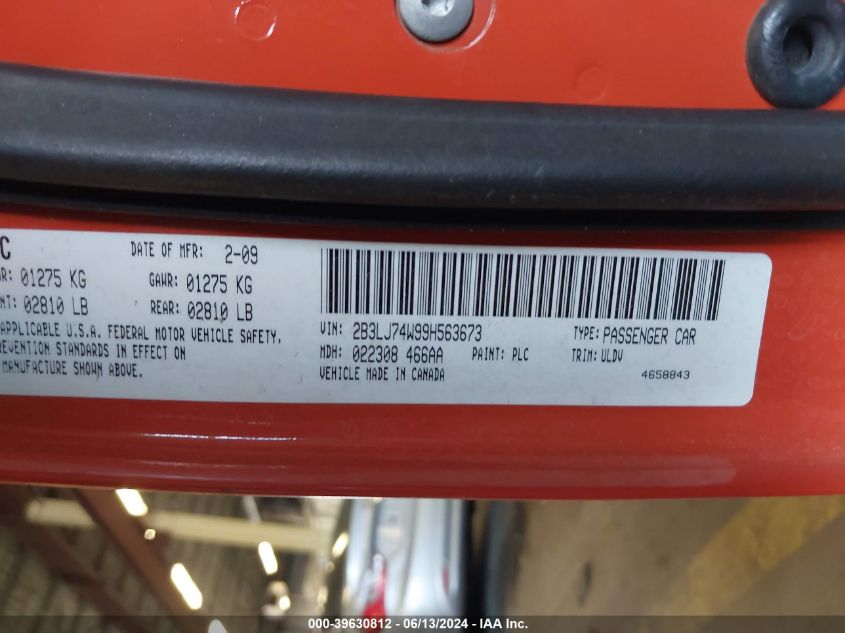 C
DATE OF MFR: 2-09
R: 01275 KG GAWR: 01275 KG
NT: 02810 LB REAR: 02810 LB
APPLICABLE U.S.A. FEDERAL MOTOR VEHICLE SAFETY,
REVENTION STANDARDS IN EFFECT ON
MANUFACTURE SHOWN ABOVE.
VIN: 2B3LJ74W99H563673 TYPE: PASSENGER CAR
MDH: 022308 466AA PAINT: PLC TRIM: ULDV
VEHICLE MADE IN CANADA 4658843
000-39630812 - 06/13/2024 - IAA Inc.